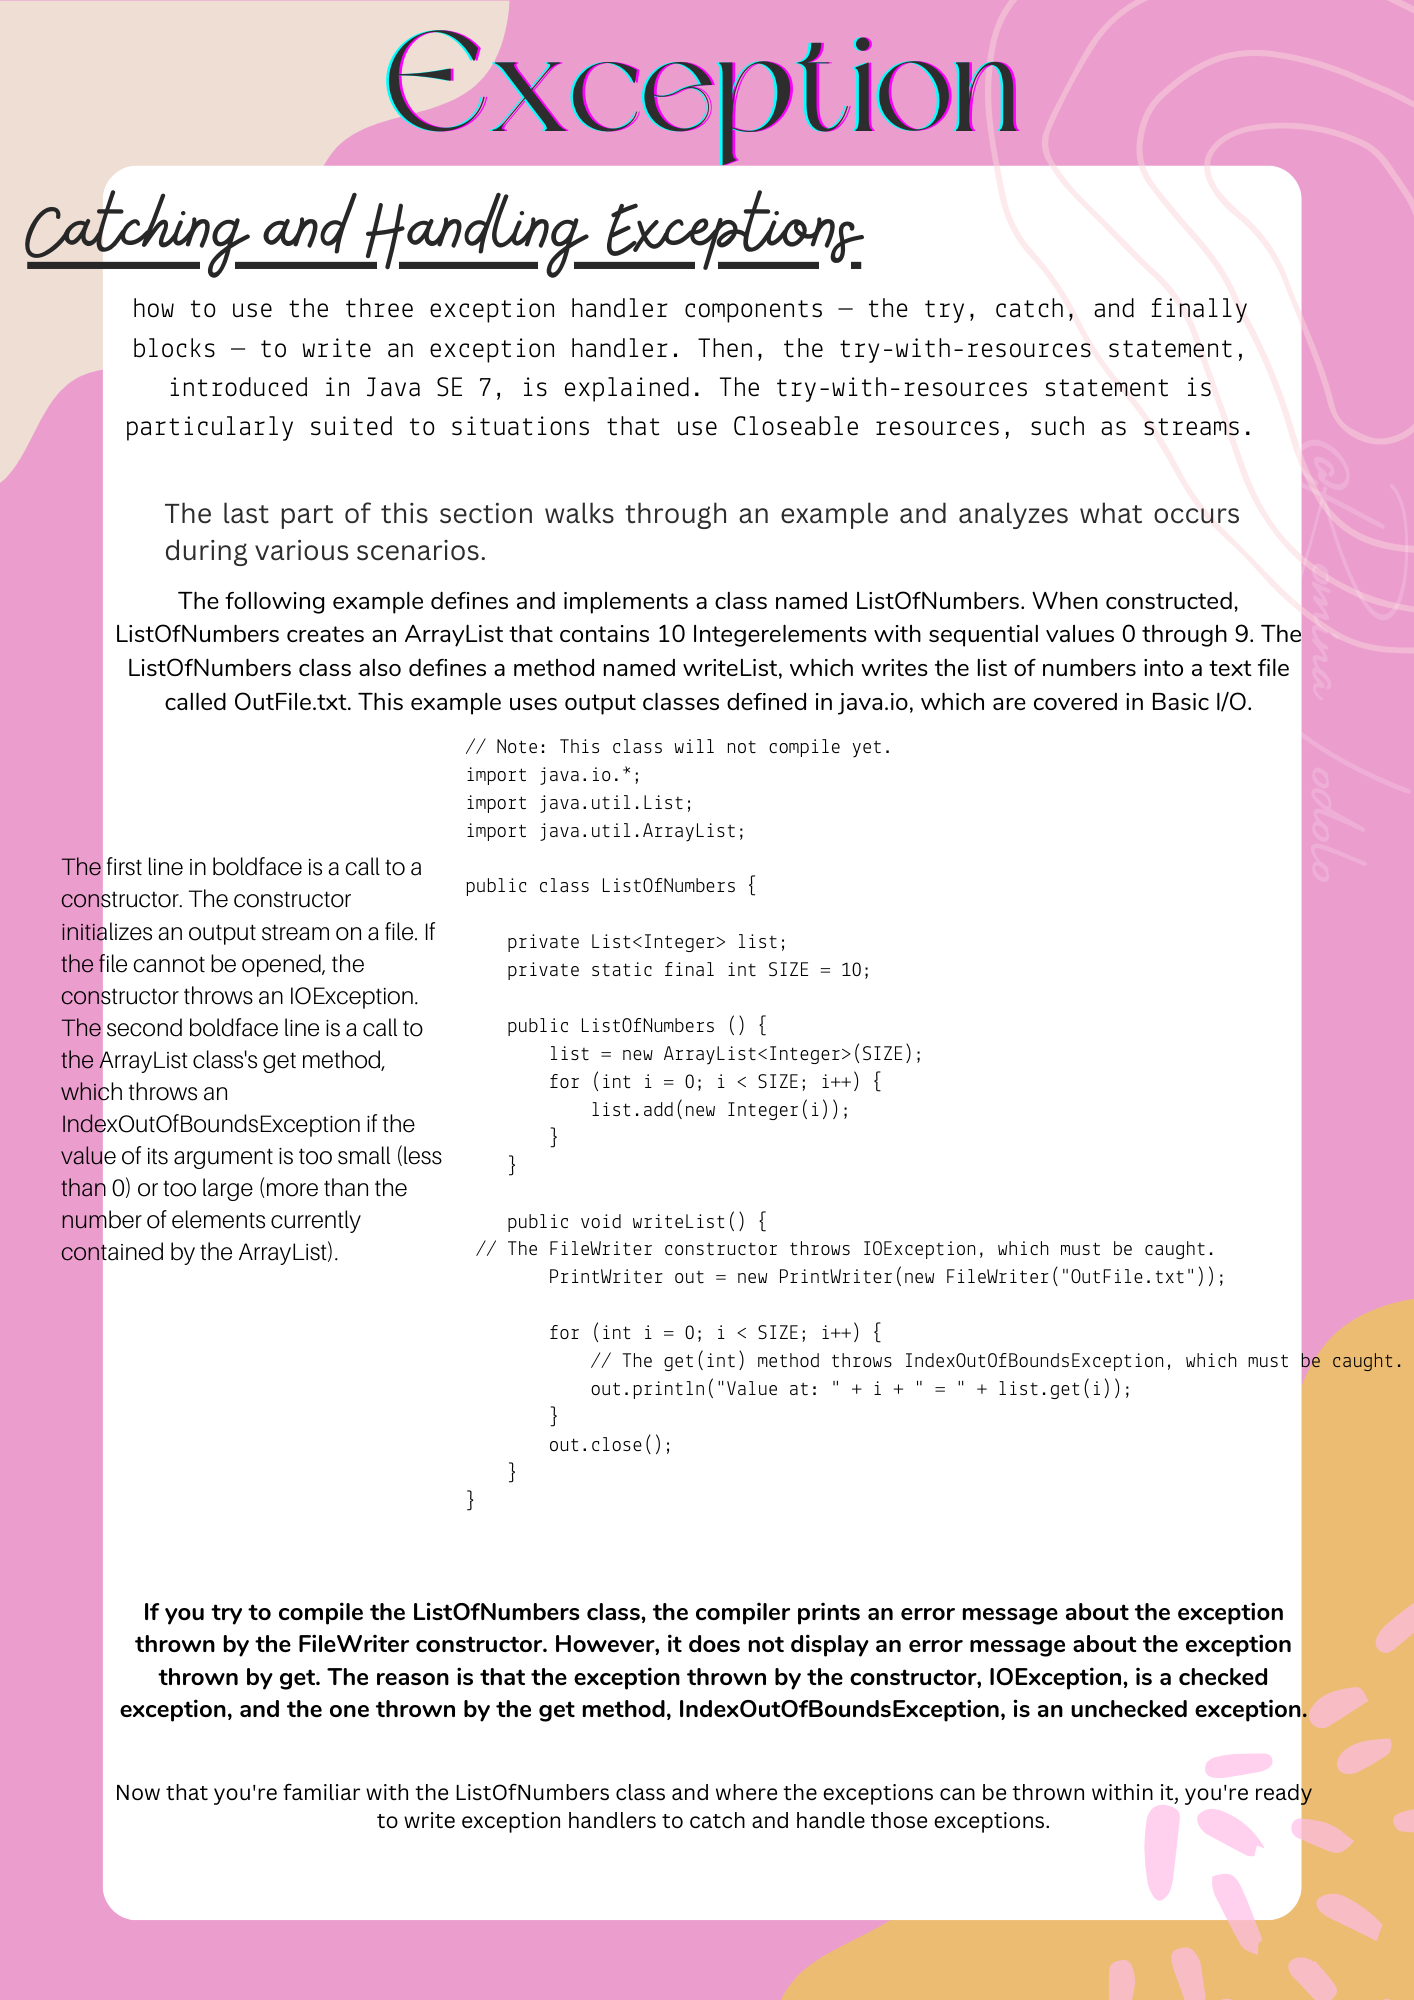 Exception
Catching and Handling Exceptions
how to use the three exception handler components — the try, catch, and finally
blocks — to write an exception handler. Then, the try-with-resources statement,
introduced in Java SE 7, is explained. The try-with-resources statement is
particularly suited to situations that use Closeable resources, such as streams.
The last part of this section walks through an example and analyzes what occurs
during various scenarios.
The following example defines and implements a class named ListOfNumbers. When constructed,
ListOfNumbers creates an ArrayList that contains 10 Integerelements with sequential values 0 through 9. The
ListOfNumbers class also defines a method named writeList, which writes the list of numbers into a text file
called OutFile.txt. This example uses output classes defined in java.io, which are covered in Basic I/O.
The first line in boldface is a call to a
constructor. The constructor
initializes an output stream on a file. If
the file cannot be opened, the
constructor throws an IOException.
The second boldface line is a call to
the ArrayList class's get method,
which throws an
IndexOutOfBoundsException if the
value of its argument is too small (less
than 0) or too large (more than the
number of elements currently
contained by the ArrayList).
// Note: This class will not compile yet.
import java.io.*;
import java.util.List;
import java.util.ArrayList;
public class ListOfNumbers {
private List<Integer> list;
private static final int SIZE = 10;
public ListOfNumbers () {
list = new ArrayList<Integer>(SIZE);
for (int i = 0; i < SIZE; i++) {
list.add(new Integer(i));
}
}
public void writeList() {
// The FileWriter constructor throws IOException, which must be caught.
PrintWriter out = new PrintWriter(new FileWriter("OutFile.txt"));
for (int i = 0; i < SIZE; i++) {
// The get(int) method throws IndexOutOfBoundsException, which must be caught.
out.println("Value at: " + i + " = " + list.get(i));
}
out.close();
}
}
If you try to compile the ListOfNumbers class, the compiler prints an error message about the exception
thrown by the FileWriter constructor. However, it does not display an error message about the exception
thrown by get. The reason is that the exception thrown by the constructor, IOException, is a checked
exception, and the one thrown by the get method, IndexOutOfBoundsException, is an unchecked exception.
Now that you're familiar with the ListOfNumbers class and where the exceptions can be thrown within it, you're ready
to write exception handlers to catch and handle those exceptions.